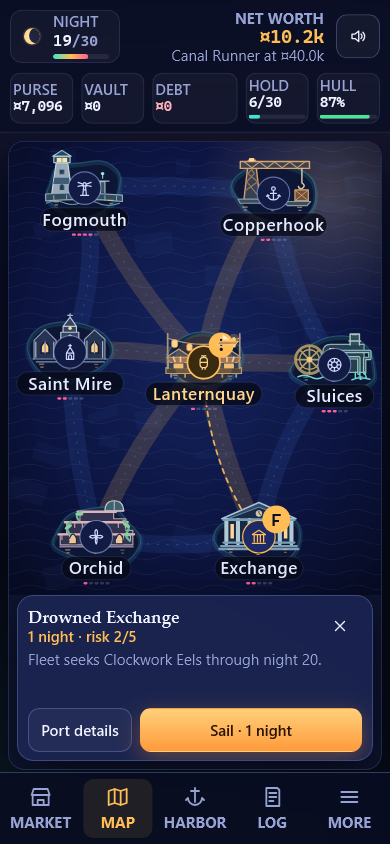 NIGHT
19/30
NET WORTH
¤10.2k
Canal Runner at ¤40.0k
PURSE
¤7,096
VAULT
¤0
DEBT
¤0
HOLD
6/30
HULL
87%
Fogmouth
Copperhook
Saint Mire
Lanternquay
Sluices
Orchid
F
Exchange
Drowned Exchange
1 night · risk 2/5
Fleet seeks Clockwork Eels through night 20.
Port details
Sail · 1 night
MARKET
MAP
HARBOR
LOG
MORE